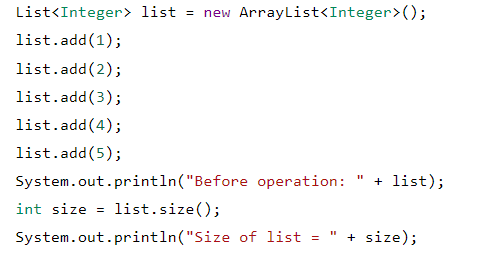 List<Integer> list = new ArrayList<Integer>();
list.add(1);
list.add(2);
list.add(3);
list.add(4);
list.add(5);
System.out.println("Before operation: " + list);
int size = list.size();
System.out.println("Size of list = " + size);